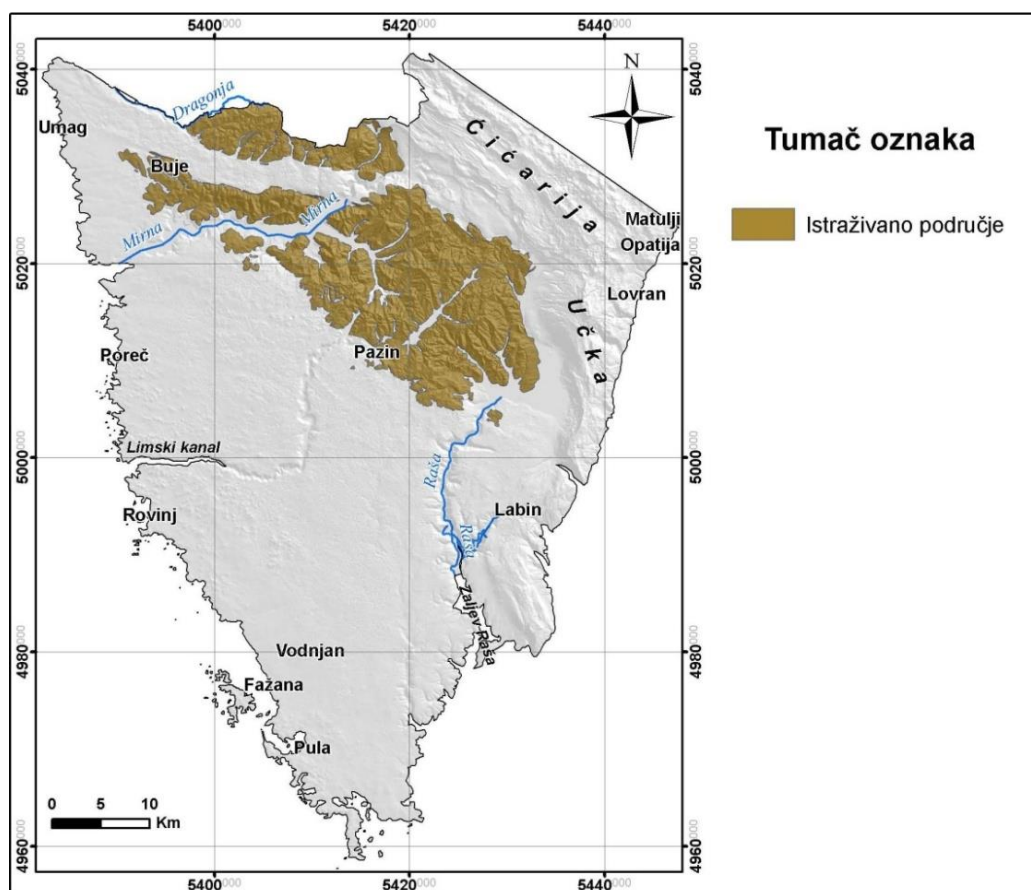 5400000
5420000
5440000
5040000
5040000
N
Dragonja
Umag
Buje
Ćićarija
Tumač oznaka
Istraživano područje
Mirna
Mirna
Matulji
Opatija
5020000
5020000
Lovran
Učka
Poreč
Pazin
Limski kanal
5000000
5000000
Raša
Rovinj
Labin
Raša
Zaljev Raša
4980000
4980000
Vodnjan
Fažana
Pula
0 5 10
Km
4960000
4960000
5400000
5420000
5440000